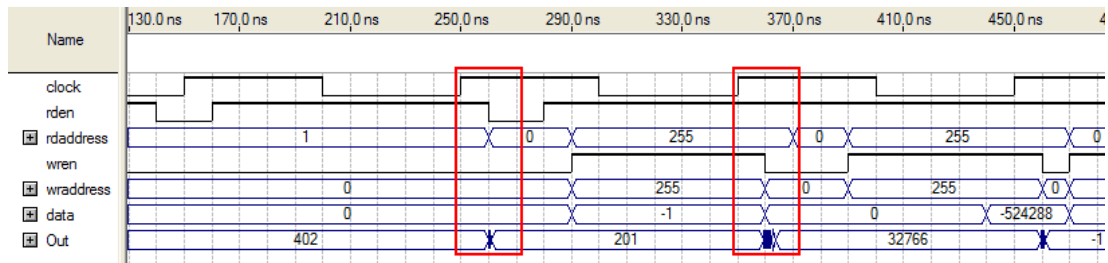 130.0 ns 170.0 ns 210.0 ns 250.0 ns 290.0 ns 330.0 ns 370.0 ns 410.0 ns 450.0 ns 4
Name
clock
rden
rdaddress 1 0 255 0 255 0
wren
wraddress 0 255 0 255 0
data 0 -1 0 -524288
Out 402 201 32766 -1